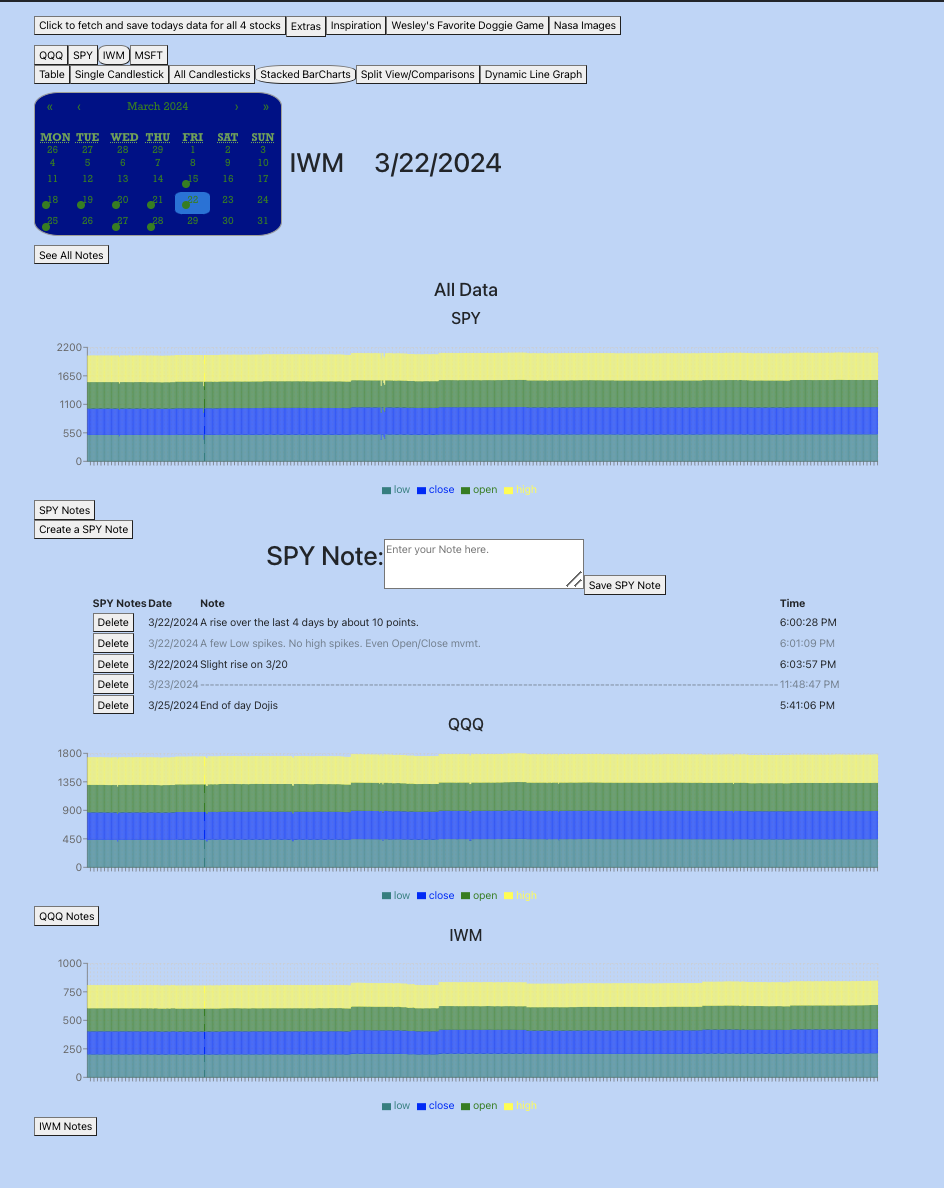 Click to fetch and save todays data for all 4 stocks Extras Inspiration Wesley's Favorite Doggie Game Nasa Images
QQQ SPY IWM MSFT
Table Single Candlestick All Candlesticks Stacked BarCharts Split View/Comparisons Dynamic Line Graph
« ‹ March 2024 › »
MON TUE WED THU FRI SAT SUN
26 27 28 29 1 2 3
4 5 6 7 8 9 10
11 12 13 14 15 16 17
18 19 20 21 22 23 24
25 26 27 28 29 30 31
IWM 3/22/2024
See All Notes
All Data
SPY
2200
1650
1100
550
0
low close open high
SPY Notes
Create a SPY Note
SPY Note: Enter your Note here. Save SPY Note
SPY Notes Date Note Time
Delete 3/22/2024 A rise over the last 4 days by about 10 points. 6:00:28 PM
Delete 3/22/2024 A few Low spikes. No high spikes. Even Open/Close mvmt. 6:01:09 PM
Delete 3/22/2024 Slight rise on 3/20 6:03:57 PM
Delete 3/23/2024 ------------------------------------------------------------ 11:48:47 PM
Delete 3/25/2024 End of day Dojis 5:41:06 PM
QQQ
1800
1350
900
450
0
low close open high
QQQ Notes
IWM
1000
750
500
250
0
low close open high
IWM Notes